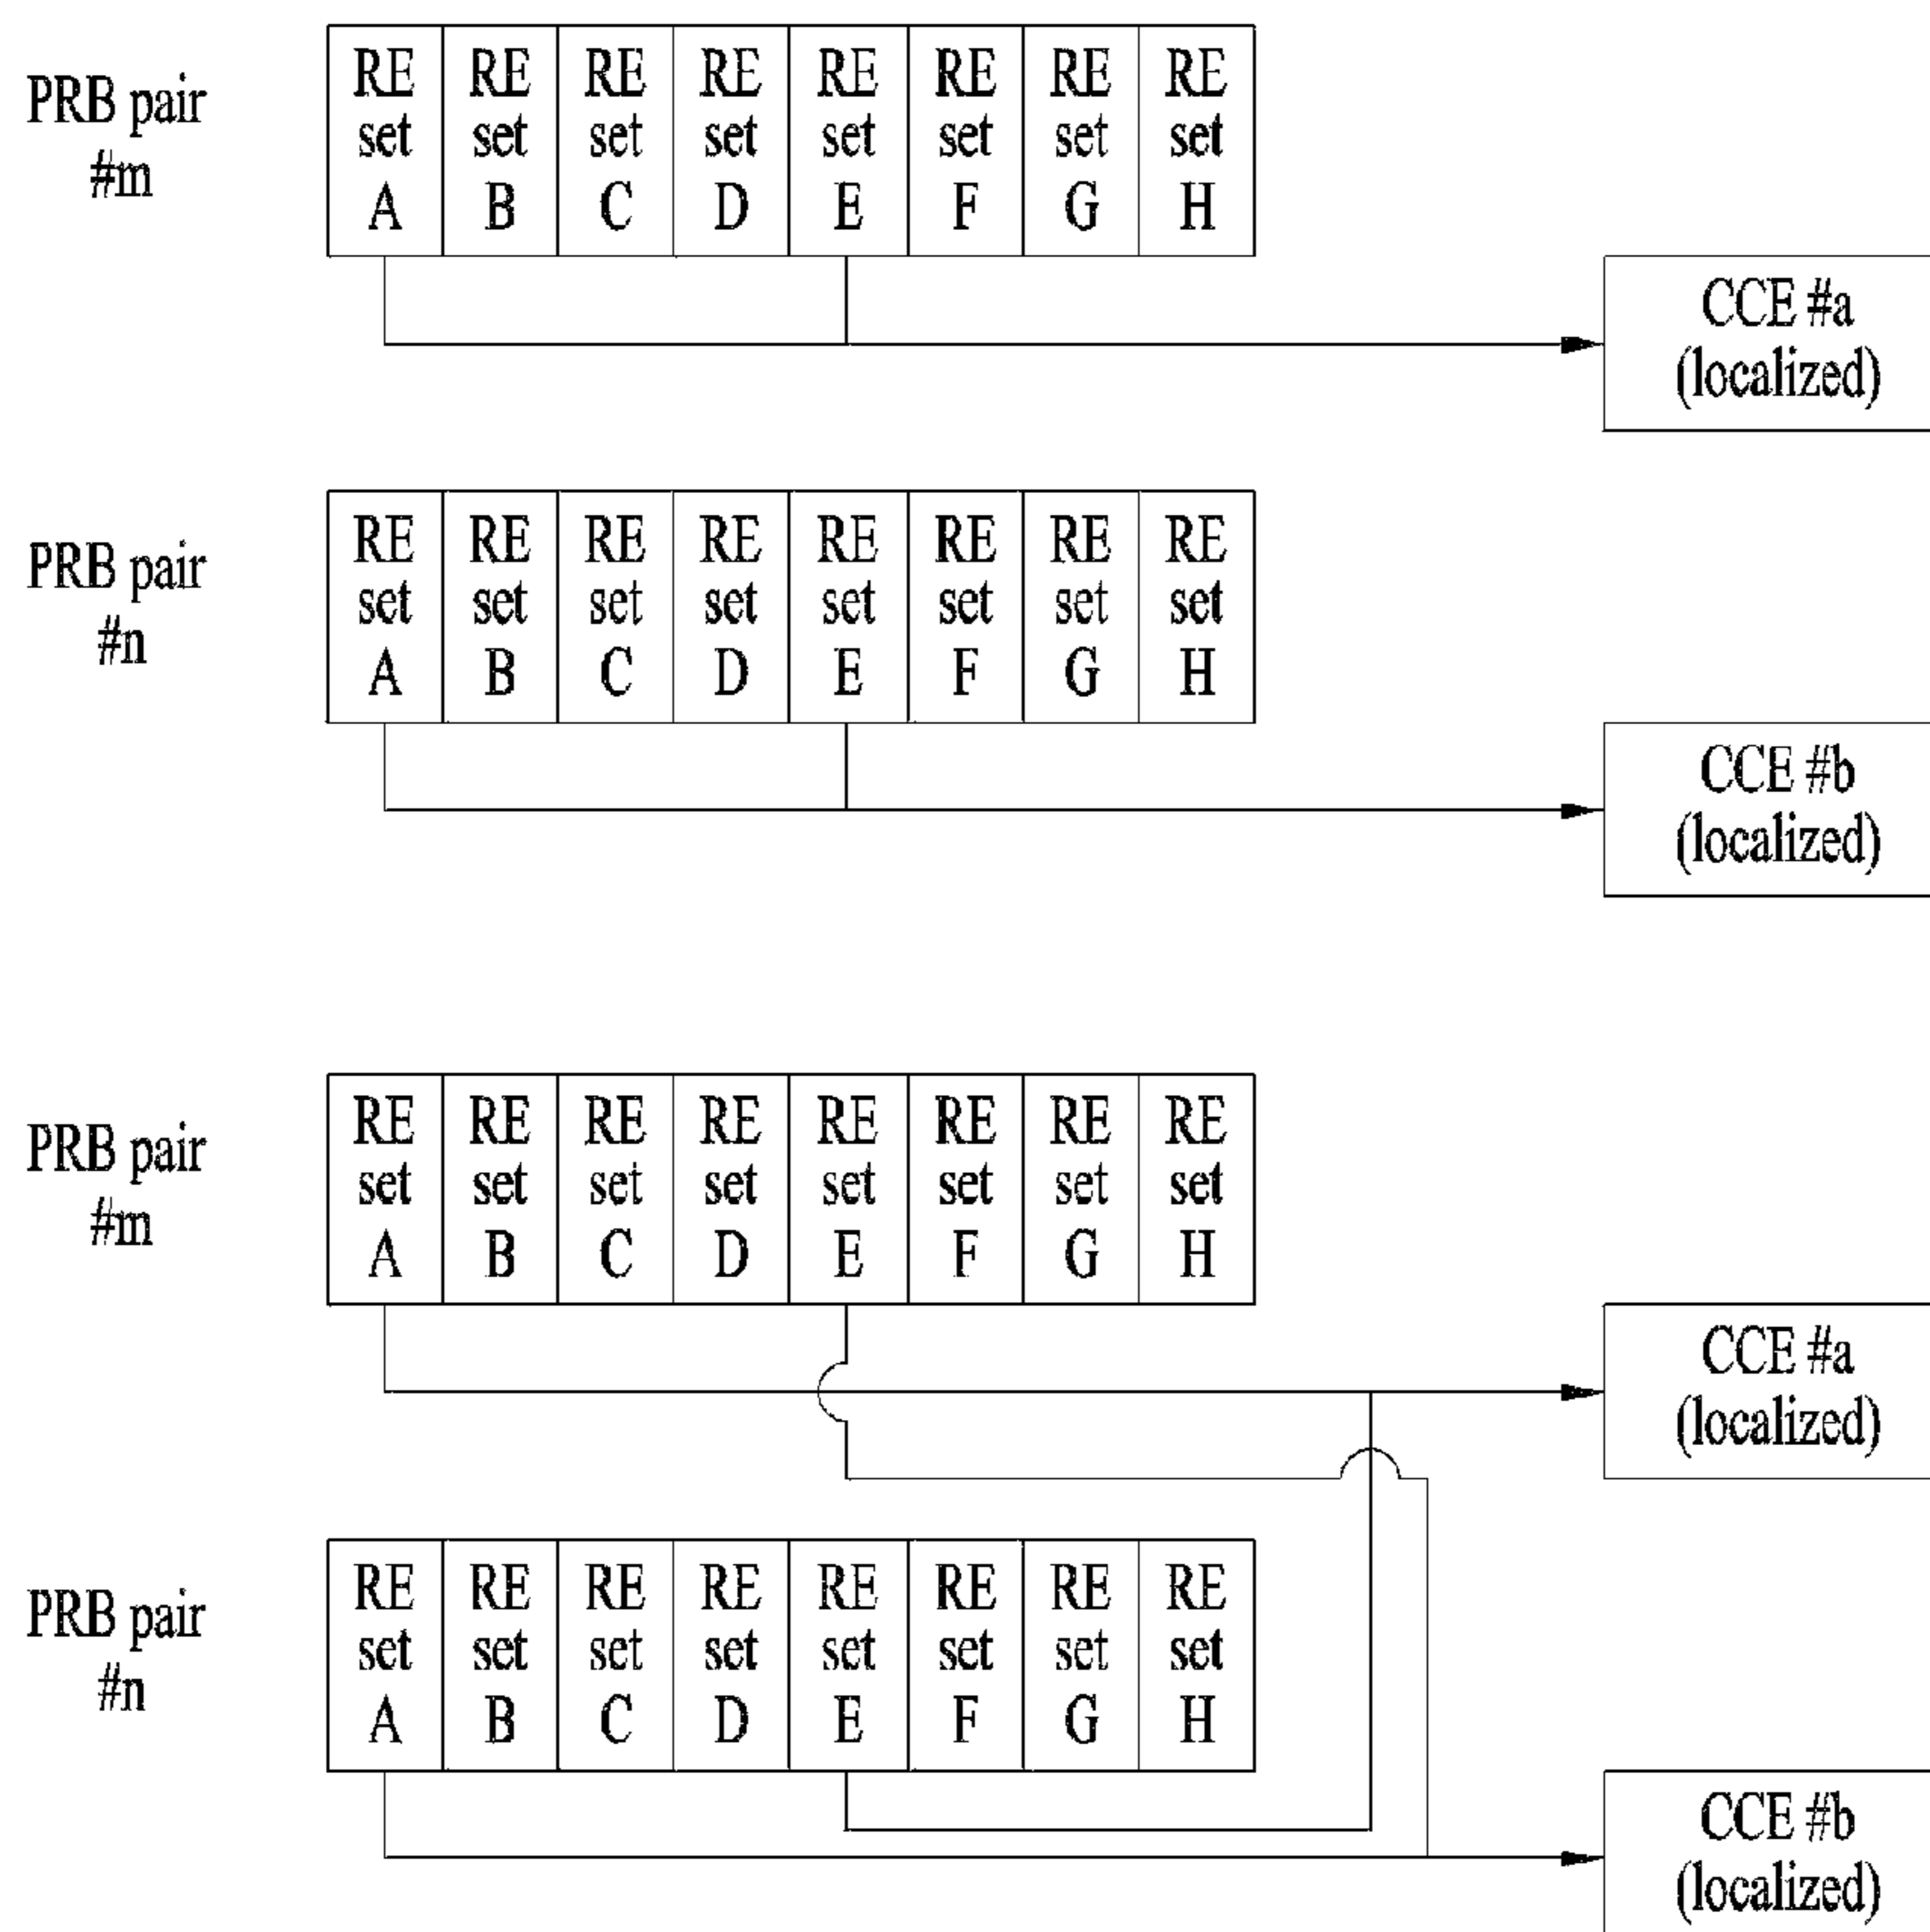 PRB pair
#m
RE RE RE RE RE RE RE RE
set set set set set set set set
A B C D E F G H
CCE #a
(localized)
PRB pair
#n
RE RE RE RE RE RE RE RE
set set set set set set set set
A B C D E F G H
CCE #b
(localized)
PRB pair
#m
RE RE RE RE RE RE RE RE
set set set set set set set set
A B C D E F G H
CCE #a
(localized)
PRB pair
#n
RE RE RE RE RE RE RE RE
set set set set set set set set
A B C D E F G H
CCE #b
(localized)